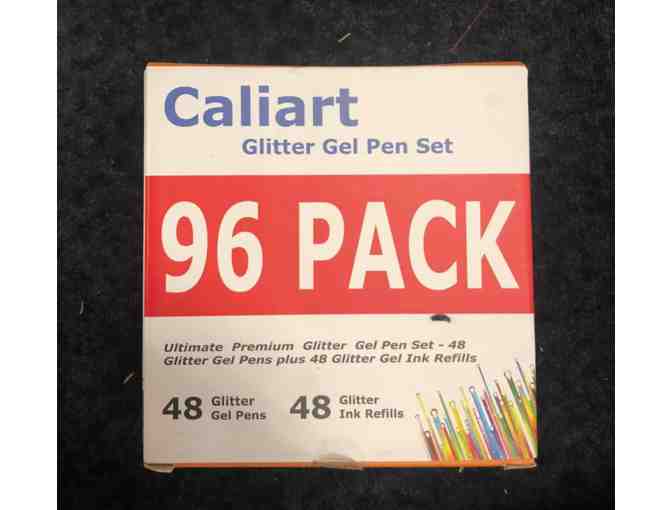 Caliart
Glitter Gel Pen Set
96 PACK
Ultimate Premium Glitter Gel Pen Set - 48
Glitter Gel Pens plus 48 Glitter Gel Ink Refills
48 Glitter Gel Pens
48 Glitter Ink Refills